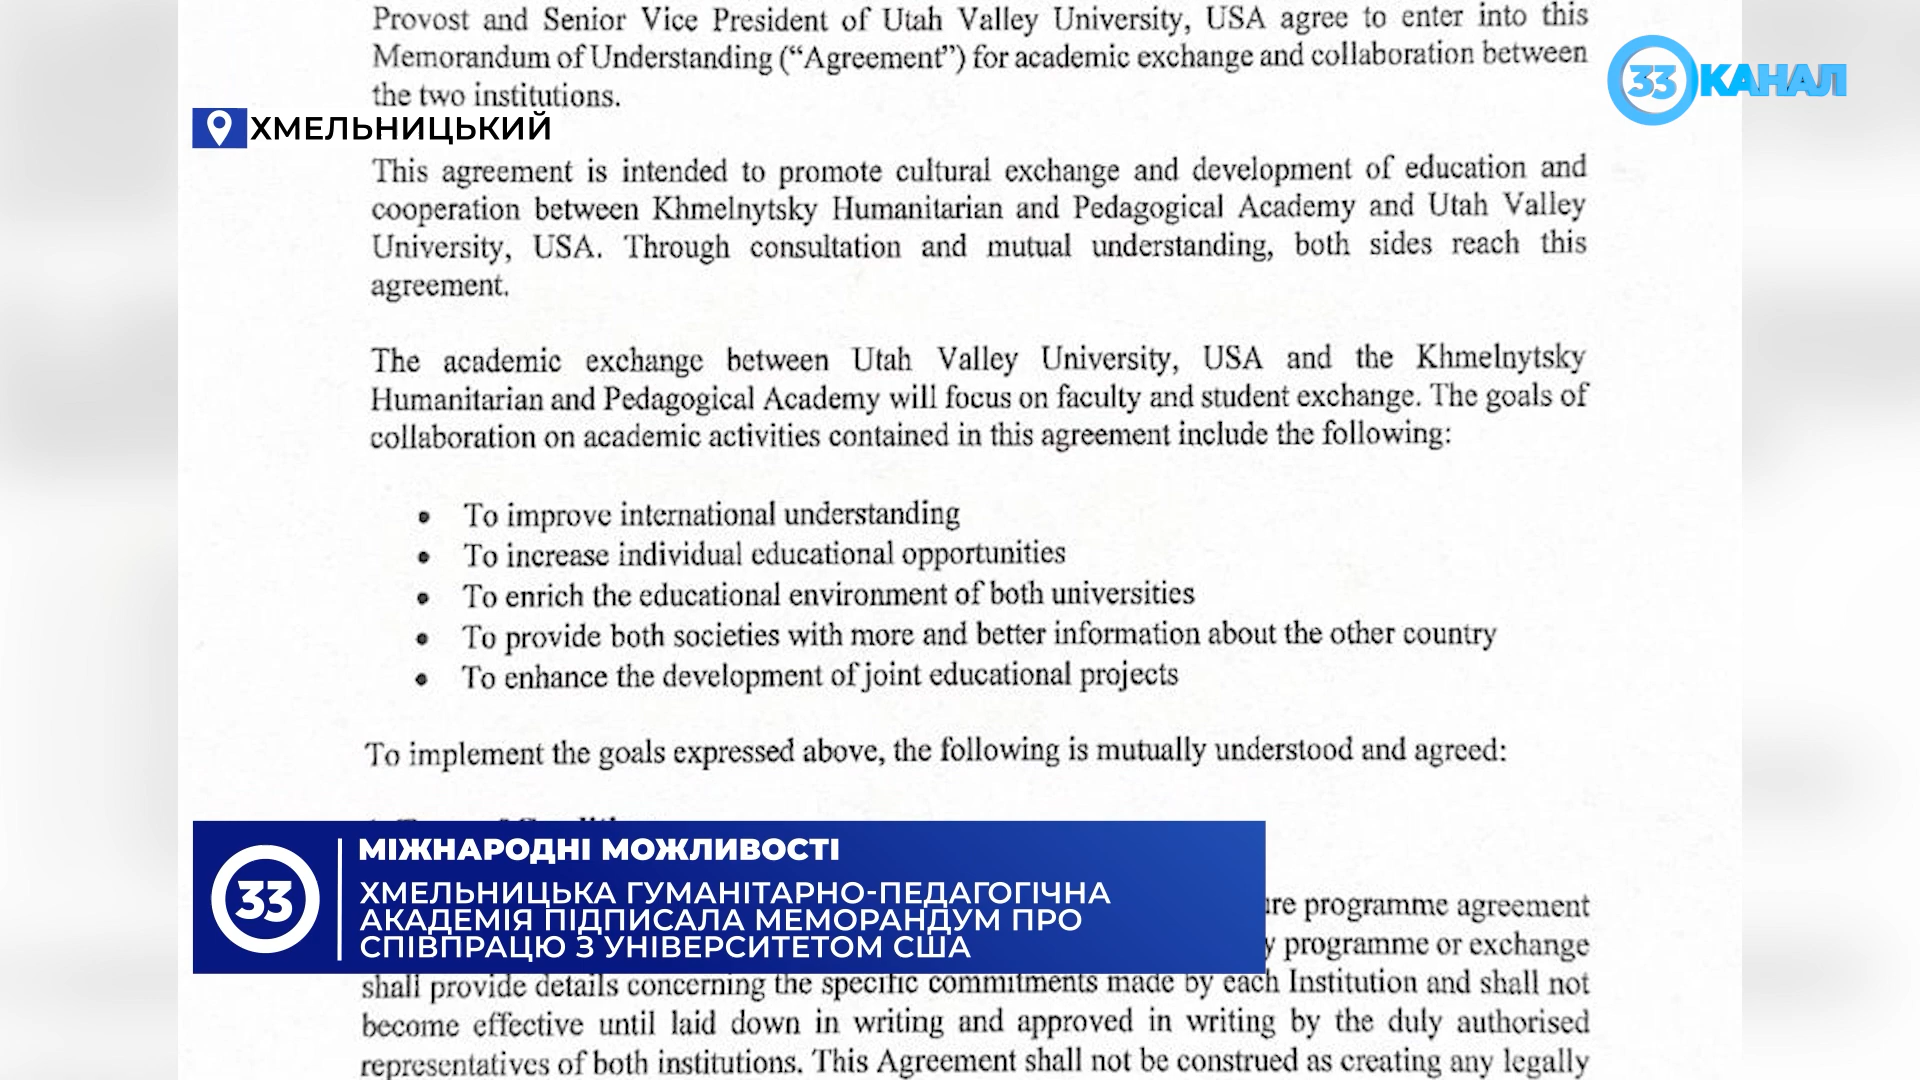 Provost and Senior Vice President of Utah Valley University, USA agree to enter into this
Memorandum of Understanding (“Agreement”) for academic exchange and collaboration between
the two institutions.
33 КАНАЛ
ХМЕЛЬНИЦЬКИЙ
This agreement is intended to promote cultural exchange and development of education and
cooperation between Khmelnytsky Humanitarian and Pedagogical Academy and Utah Valley
University, USA. Through consultation and mutual understanding, both sides reach this
agreement.
The academic exchange between Utah Valley University, USA and the Khmelnytsky
Humanitarian and Pedagogical Academy will focus on faculty and student exchange. The goals of
collaboration on academic activities contained in this agreement include the following:
• To improve international understanding
• To increase individual educational opportunities
• To enrich the educational environment of both universities
• To provide both societies with more and better information about the other country
• To enhance the development of joint educational projects
To implement the goals expressed above, the following is mutually understood and agreed:
33
МІЖНАРОДНІ МОЖЛИВОСТІ
ХМЕЛЬНИЦЬКА ГУМАНІТАРНО-ПЕДАГОГІЧНА
АКАДЕМІЯ ПІДПИСАЛА МЕМОРАНДУМ ПРО
СПІВПРАЦЮ З УНІВЕРСИТЕТОМ США
programme agreement
programme or exchange
shall provide details concerning the specific commitments made by each Institution and shall not
become effective until laid down in writing and approved in writing by the duly authorised
representatives of both institutions. This Agreement shall not be construed as creating any legally